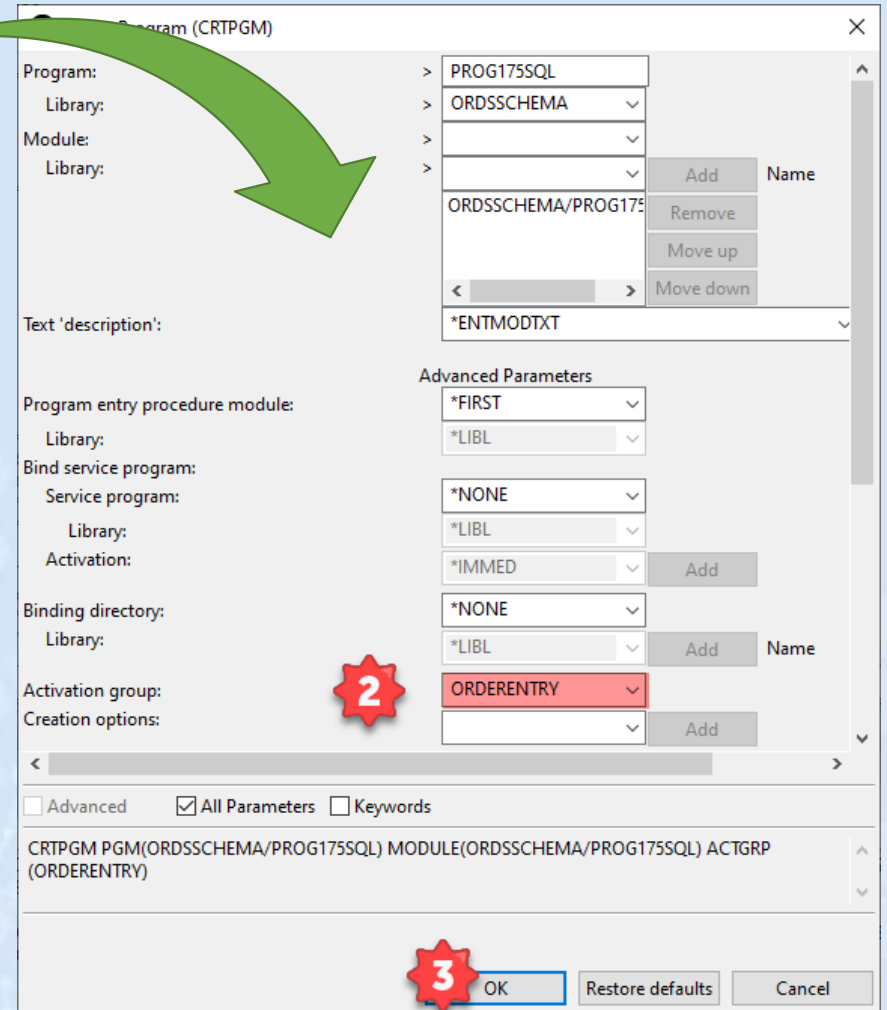 Program (CRTPGM)
Program: > PROG175SQL
Library: > ORDSSCHEMA
Module: >
Library: > Add Name
ORDSSCHEMA/PROG175 Remove
Move up
Move down
Text 'description': *ENTMODTXT
Advanced Parameters
Program entry procedure module: *FIRST
Library: *LIBL
Bind service program:
Service program: *NONE
Library: *LIBL
Activation: *IMMED Add
Binding directory: *NONE
Library: *LIBL Add Name
Activation group: 2 ORDERENTRY
Creation options: Add
Advanced All Parameters Keywords
CRTPGM PGM(ORDSSCHEMA/PROG175SQL) MODULE(ORDSSCHEMA/PROG175SQL) ACTGRP
(ORDERENTRY)
3 OK Restore defaults Cancel